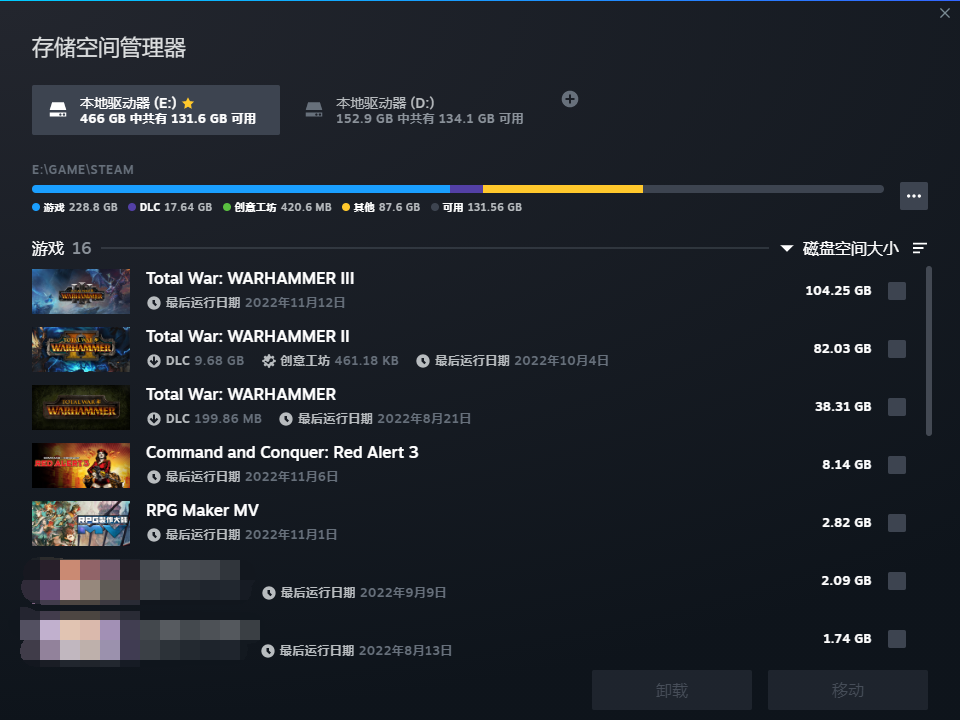 存储空间管理器
本地驱动器 (E:)
466 GB 中共有 131.6 GB 可用
本地驱动器 (D:)
152.9 GB 中共有 134.1 GB 可用
E:\GAME\STEAM
游戏 228.8 GB DLC 17.64 GB 创意工坊 420.6 MB 其他 87.6 GB 可用 131.56 GB
游戏 16 磁盘空间大小
Total War: WARHAMMER III
最后运行日期 2022年11月12日
104.25 GB
Total War: WARHAMMER II
DLC 9.68 GB 创意工坊 461.18 KB 最后运行日期 2022年10月4日
82.03 GB
Total War: WARHAMMER
DLC 199.86 MB 最后运行日期 2022年8月21日
38.31 GB
Command and Conquer: Red Alert 3
最后运行日期 2022年11月6日
8.14 GB
RPG Maker MV
最后运行日期 2022年11月1日
2.82 GB
最后运行日期 2022年9月9日
2.09 GB
最后运行日期 2022年8月13日
1.74 GB
卸载 移动